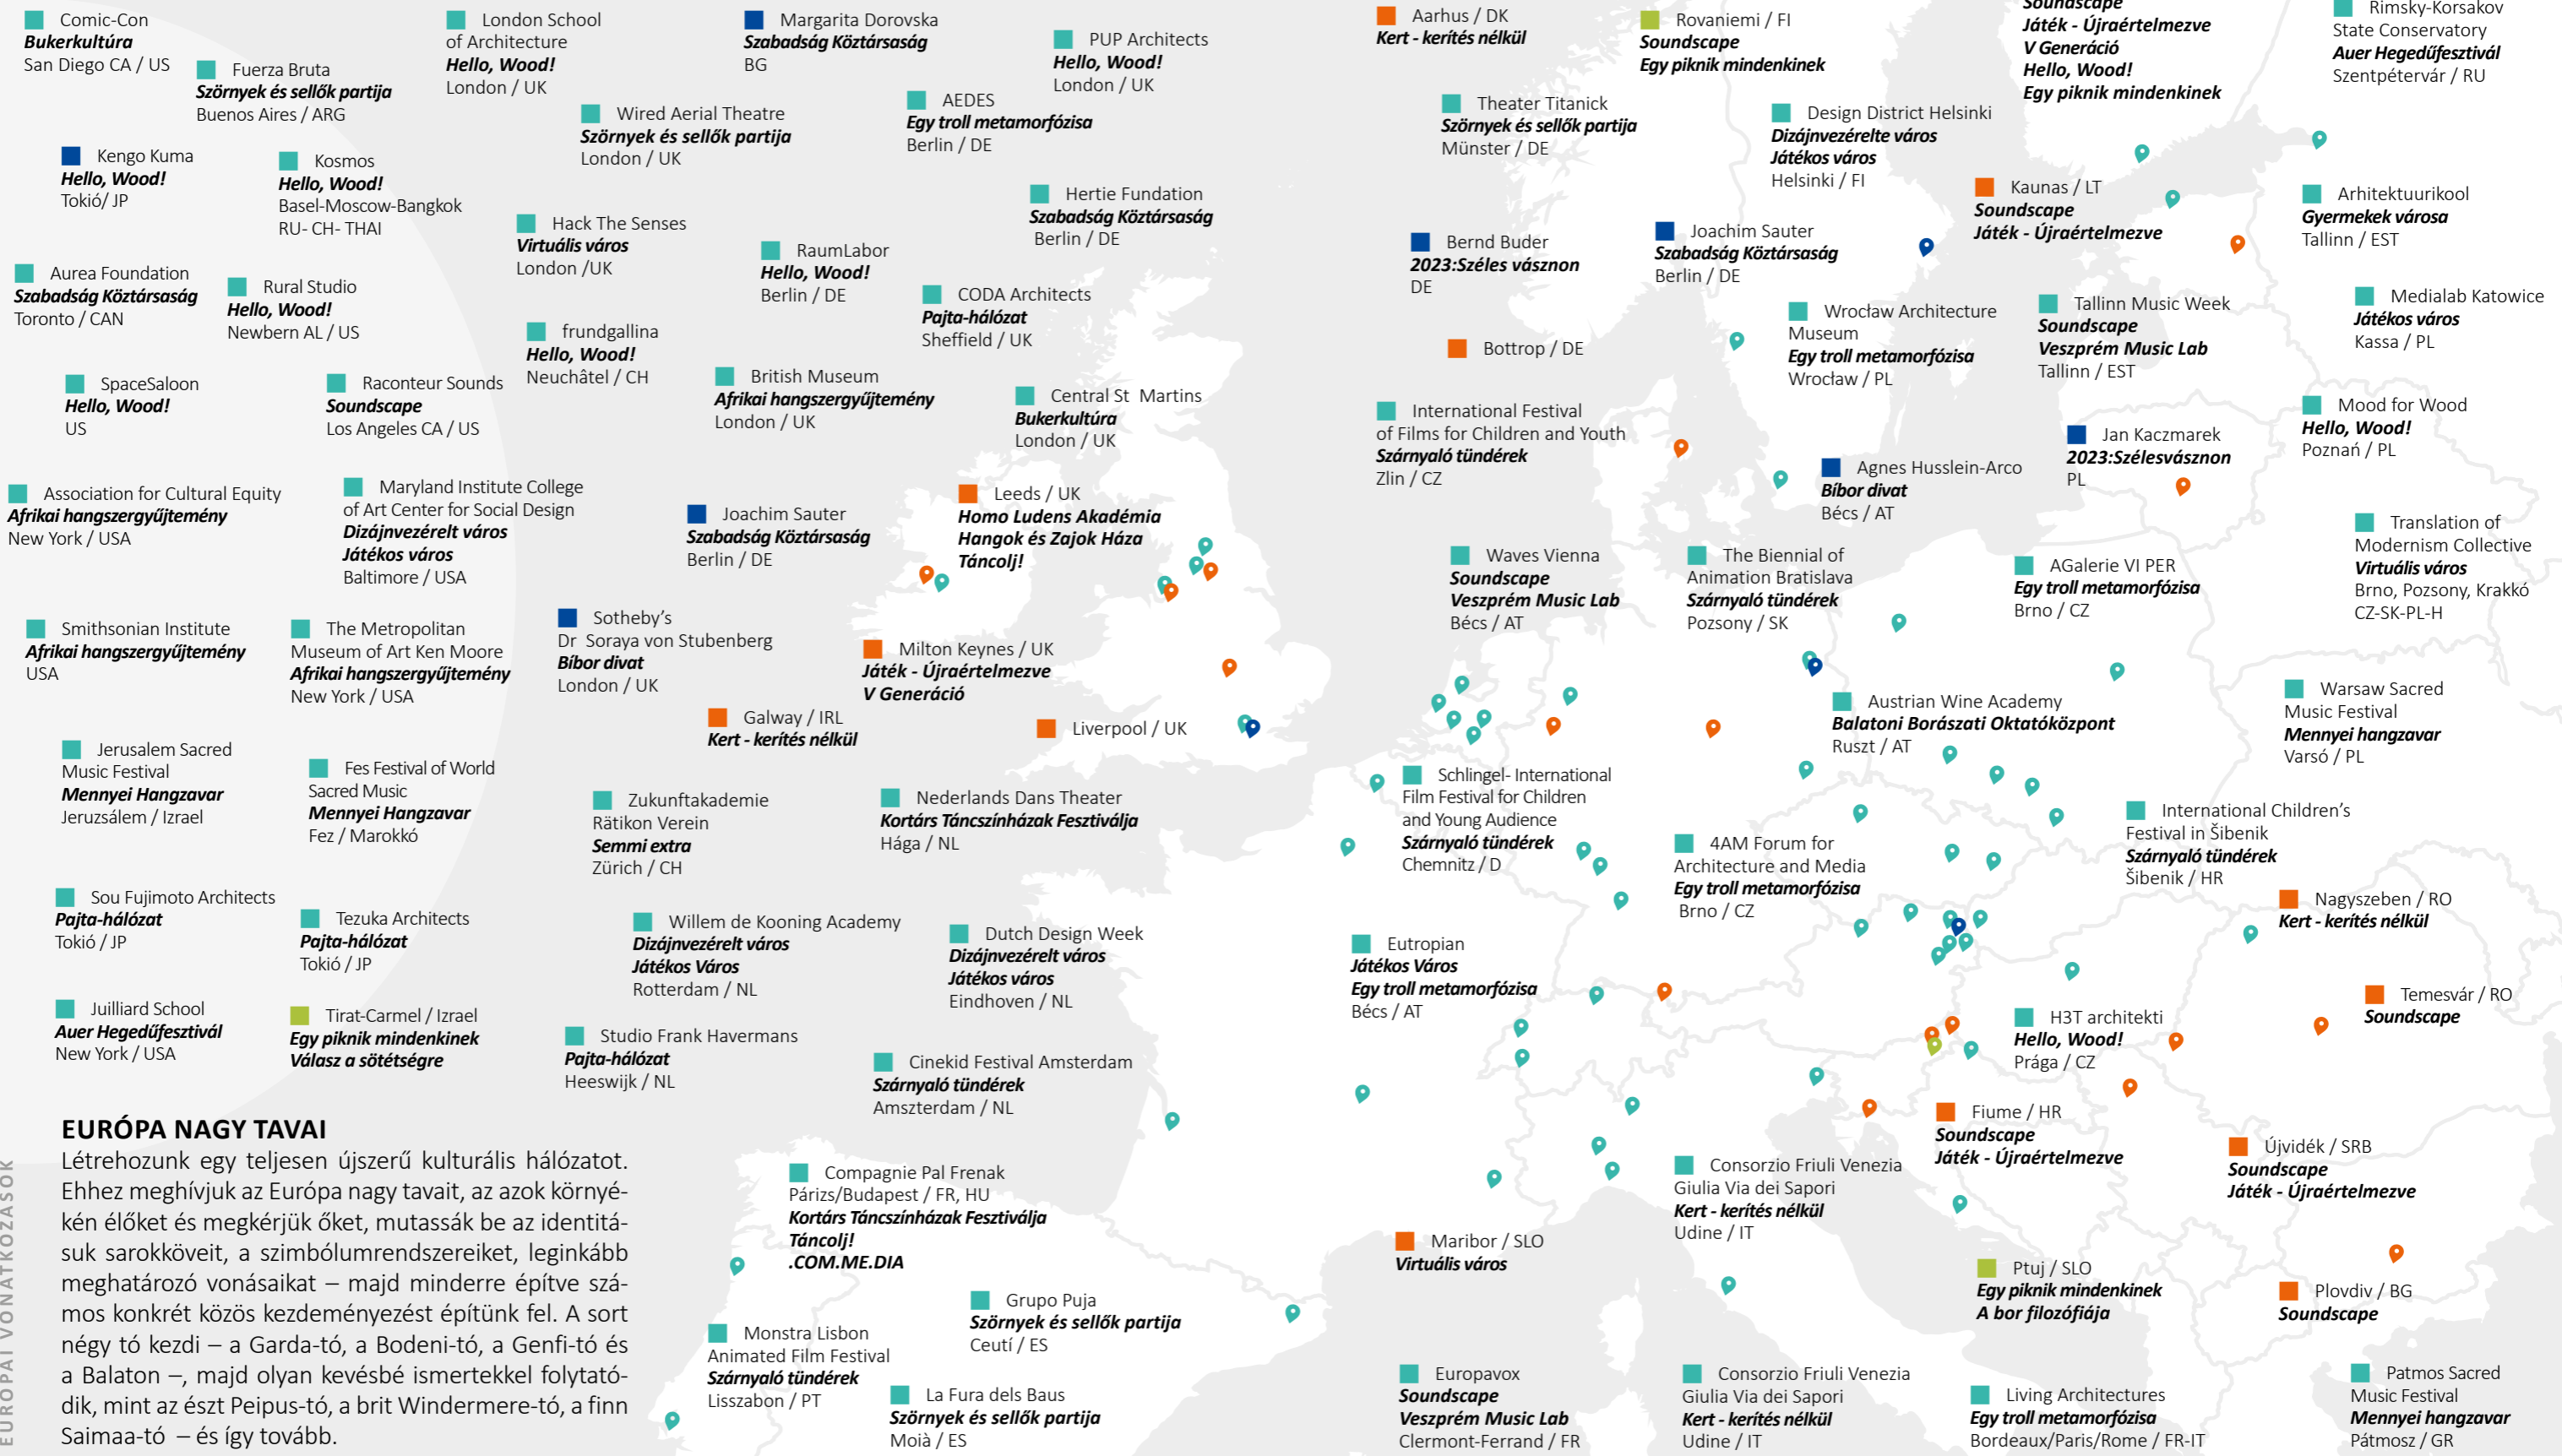 Comic-Con
Bukerkultúra
San Diego CA / US
Fuerza Bruta
Szörnyek és sellők partija
Buenos Aires / ARG
London School
of Architecture
Hello, Wood!
London / UK
Wired Aerial Theatre
Szörnyek és sellők partija
London / UK
Margarita Dorovska
Szabadság Köztársaság
BG
AEDES
Egy troll metamorfózisa
Berlin / DE
PUP Architects
Hello, Wood!
London / UK
Kengo Kuma
Hello, Wood!
Tokió/ JP
Kosmos
Hello, Wood!
Basel-Moscow-Bangkok
RU- CH- THAI
Hack The Senses
Virtuális város
London /UK
RaumLabor
Hello, Wood!
Berlin / DE
Hertie Fundation
Szabadság Köztársaság
Berlin / DE
Aurea Foundation
Szabadság Köztársaság
Toronto / CAN
Rural Studio
Hello, Wood!
Newbern AL / US
frundgallina
Hello, Wood!
Neuchâtel / CH
CODA Architects
Pajta-hálózat
Sheffield / UK
SpaceSaloon
Hello, Wood!
US
Raconteur Sounds
Soundscape
Los Angeles CA / US
British Museum
Afrikai hangszergyűjtemény
London / UK
Central St Martins
Bukerkultúra
London / UK
Association for Cultural Equity
Afrikai hangszergyűjtemény
New York / USA
Maryland Institute College
of Art Center for Social Design
Dizájnvezérelt város
Játékos város
Baltimore / USA
Joachim Sauter
Szabadság Köztársaság
Berlin / DE
Leeds / UK
Homo Ludens Akadémia
Hangok és Zajok Háza
Táncolj!
Smithsonian Institute
Afrikai hangszergyűjtemény
USA
The Metropolitan
Museum of Art Ken Moore
Afrikai hangszergyűjtemény
New York / USA
Sotheby's
Dr Soraya von Stubenberg
Bíbor divat
London / UK
Milton Keynes / UK
Játék - Újraértelmezve
V Generáció
Galway / IRL
Kert - kerítés nélkül
Liverpool / UK
Jerusalem Sacred
Music Festival
Mennyei Hangzavar
Jeruzsálem / Izrael
Fes Festival of World
Sacred Music
Mennyei Hangzavar
Fez / Marokkó
Zukunftakademie
Rätikon Verein
Semmi extra
Zürich / CH
Nederlands Dans Theater
Kortárs Táncszínházak Fesztiválja
Hága / NL
Sou Fujimoto Architects
Pajta-hálózat
Tokió / JP
Tezuka Architects
Pajta-hálózat
Tokió / JP
Willem de Kooning Academy
Dizájnvezérelt város
Játékos Város
Rotterdam / NL
Dutch Design Week
Dizájnvezérelt város
Játékos város
Eindhoven / NL
Juilliard School
Auer Hegedűfesztivál
New York / USA
Tirat-Carmel / Izrael
Egy piknik mindenkinek
Válasz a sötétségre
Studio Frank Havermans
Pajta-hálózat
Heeswijk / NL
Cinekid Festival Amsterdam
Szárnyaló tündérek
Amszterdam / NL
EURÓPA NAGY TAVAI
Létrehozunk egy teljesen újszerű kulturális hálózatot.
Ehhez meghívjuk az Európa nagy tavait, az azok környé-
kén élőket és megkérjük őket, mutassák be az identitá-
suk sarokköveit, a szimbólumrendszereiket, leginkább
meghatározó vonásaikat – majd minderre építve szá-
mos konkrét közös kezdeményezést építünk fel. A sort
négy tó kezdi – a Garda-tó, a Bodeni-tó, a Genfi-tó és
a Balaton –, majd olyan kevésbé ismertekkel folytató-
dik, mint az észt Peipus-tó, a brit Windermere-tó, a finn
Saimaa-tó – és így tovább.
EURÓPAI VONATKOZÁSOK
Compagnie Pal Frenak
Párizs/Budapest / FR, HU
Kortárs Táncszínházak Fesztiválja
Táncolj!
.COM.ME.DIA
Grupo Puja
Szörnyek és sellők partija
Ceutí / ES
Monstra Lisbon
Animated Film Festival
Szárnyaló tündérek
Lisszabon / PT
La Fura dels Baus
Szörnyek és sellők partija
Moià / ES
Aarhus / DK
Kert - kerítés nélkül
Rovaniemi / FI
Soundscape
Egy piknik mindenkinek
Soundscape
Játék - Újraértelmezve
V Generáció
Hello, Wood!
Egy piknik mindenkinek
Rimsky-Korsakov
State Conservatory
Auer Hegedűfesztivál
Szentpétervár / RU
Theater Titanick
Szörnyek és sellők partija
Münster / DE
Design District Helsinki
Dizájnvezérelte város
Játékos város
Helsinki / FI
Kaunas / LT
Soundscape
Játék - Újraértelmezve
Arhitektuurikool
Gyermekek városa
Tallinn / EST
Bernd Buder
2023:Széles vásznon
DE
Joachim Sauter
Szabadság Köztársaság
Berlin / DE
Wrocław Architecture
Museum
Egy troll metamorfózisa
Wrocław / PL
Tallinn Music Week
Soundscape
Veszprém Music Lab
Tallinn / EST
Medialab Katowice
Játékos város
Kassa / PL
Bottrop / DE
International Festival
of Films for Children and Youth
Szárnyaló tündérek
Zlin / CZ
Agnes Husslein-Arco
Bíbor divat
Bécs / AT
Jan Kaczmarek
2023:Szélesvásznon
PL
Mood for Wood
Hello, Wood!
Poznań / PL
Waves Vienna
Soundscape
Veszprém Music Lab
Bécs / AT
The Biennial of
Animation Bratislava
Szárnyaló tündérek
Pozsony / SK
AGalerie VI PER
Egy troll metamorfózisa
Brno / CZ
Translation of
Modernism Collective
Virtuális város
Brno, Pozsony, Krakkó
CZ-SK-PL-H
Austrian Wine Academy
Balatoni Borászati Oktatóközpont
Ruszt / AT
Warsaw Sacred
Music Festival
Mennyei hangzavar
Varsó / PL
Schlingel- International
Film Festival for Children
and Young Audience
Szárnyaló tündérek
Chemnitz / D
4AM Forum for
Architecture and Media
Egy troll metamorfózisa
Brno / CZ
International Children's
Festival in Šibenik
Szárnyaló tündérek
Šibenik / HR
Nagyszeben / RO
Kert - kerítés nélkül
Eutropian
Játékos Város
Egy troll metamorfózisa
Bécs / AT
H3T architekti
Hello, Wood!
Prága / CZ
Temesvár / RO
Soundscape
Fiume / HR
Soundscape
Játék - Újraértelmezve
Újvidék / SRB
Soundscape
Játék - Újraértelmezve
Consorzio Friuli Venezia
Giulia Via dei Sapori
Kert - kerítés nélkül
Udine / IT
Maribor / SLO
Virtuális város
Ptuj / SLO
Egy piknik mindenkinek
A bor filozófiája
Plovdiv / BG
Soundscape
Europavox
Soundscape
Veszprém Music Lab
Clermont-Ferrand / FR
Consorzio Friuli Venezia
Giulia Via dei Sapori
Kert - kerítés nélkül
Udine / IT
Living Architectures
Egy troll metamorfózisa
Bordeaux/Paris/Rome / FR-IT
Patmos Sacred
Music Festival
Mennyei hangzavar
Pátmosz / GR